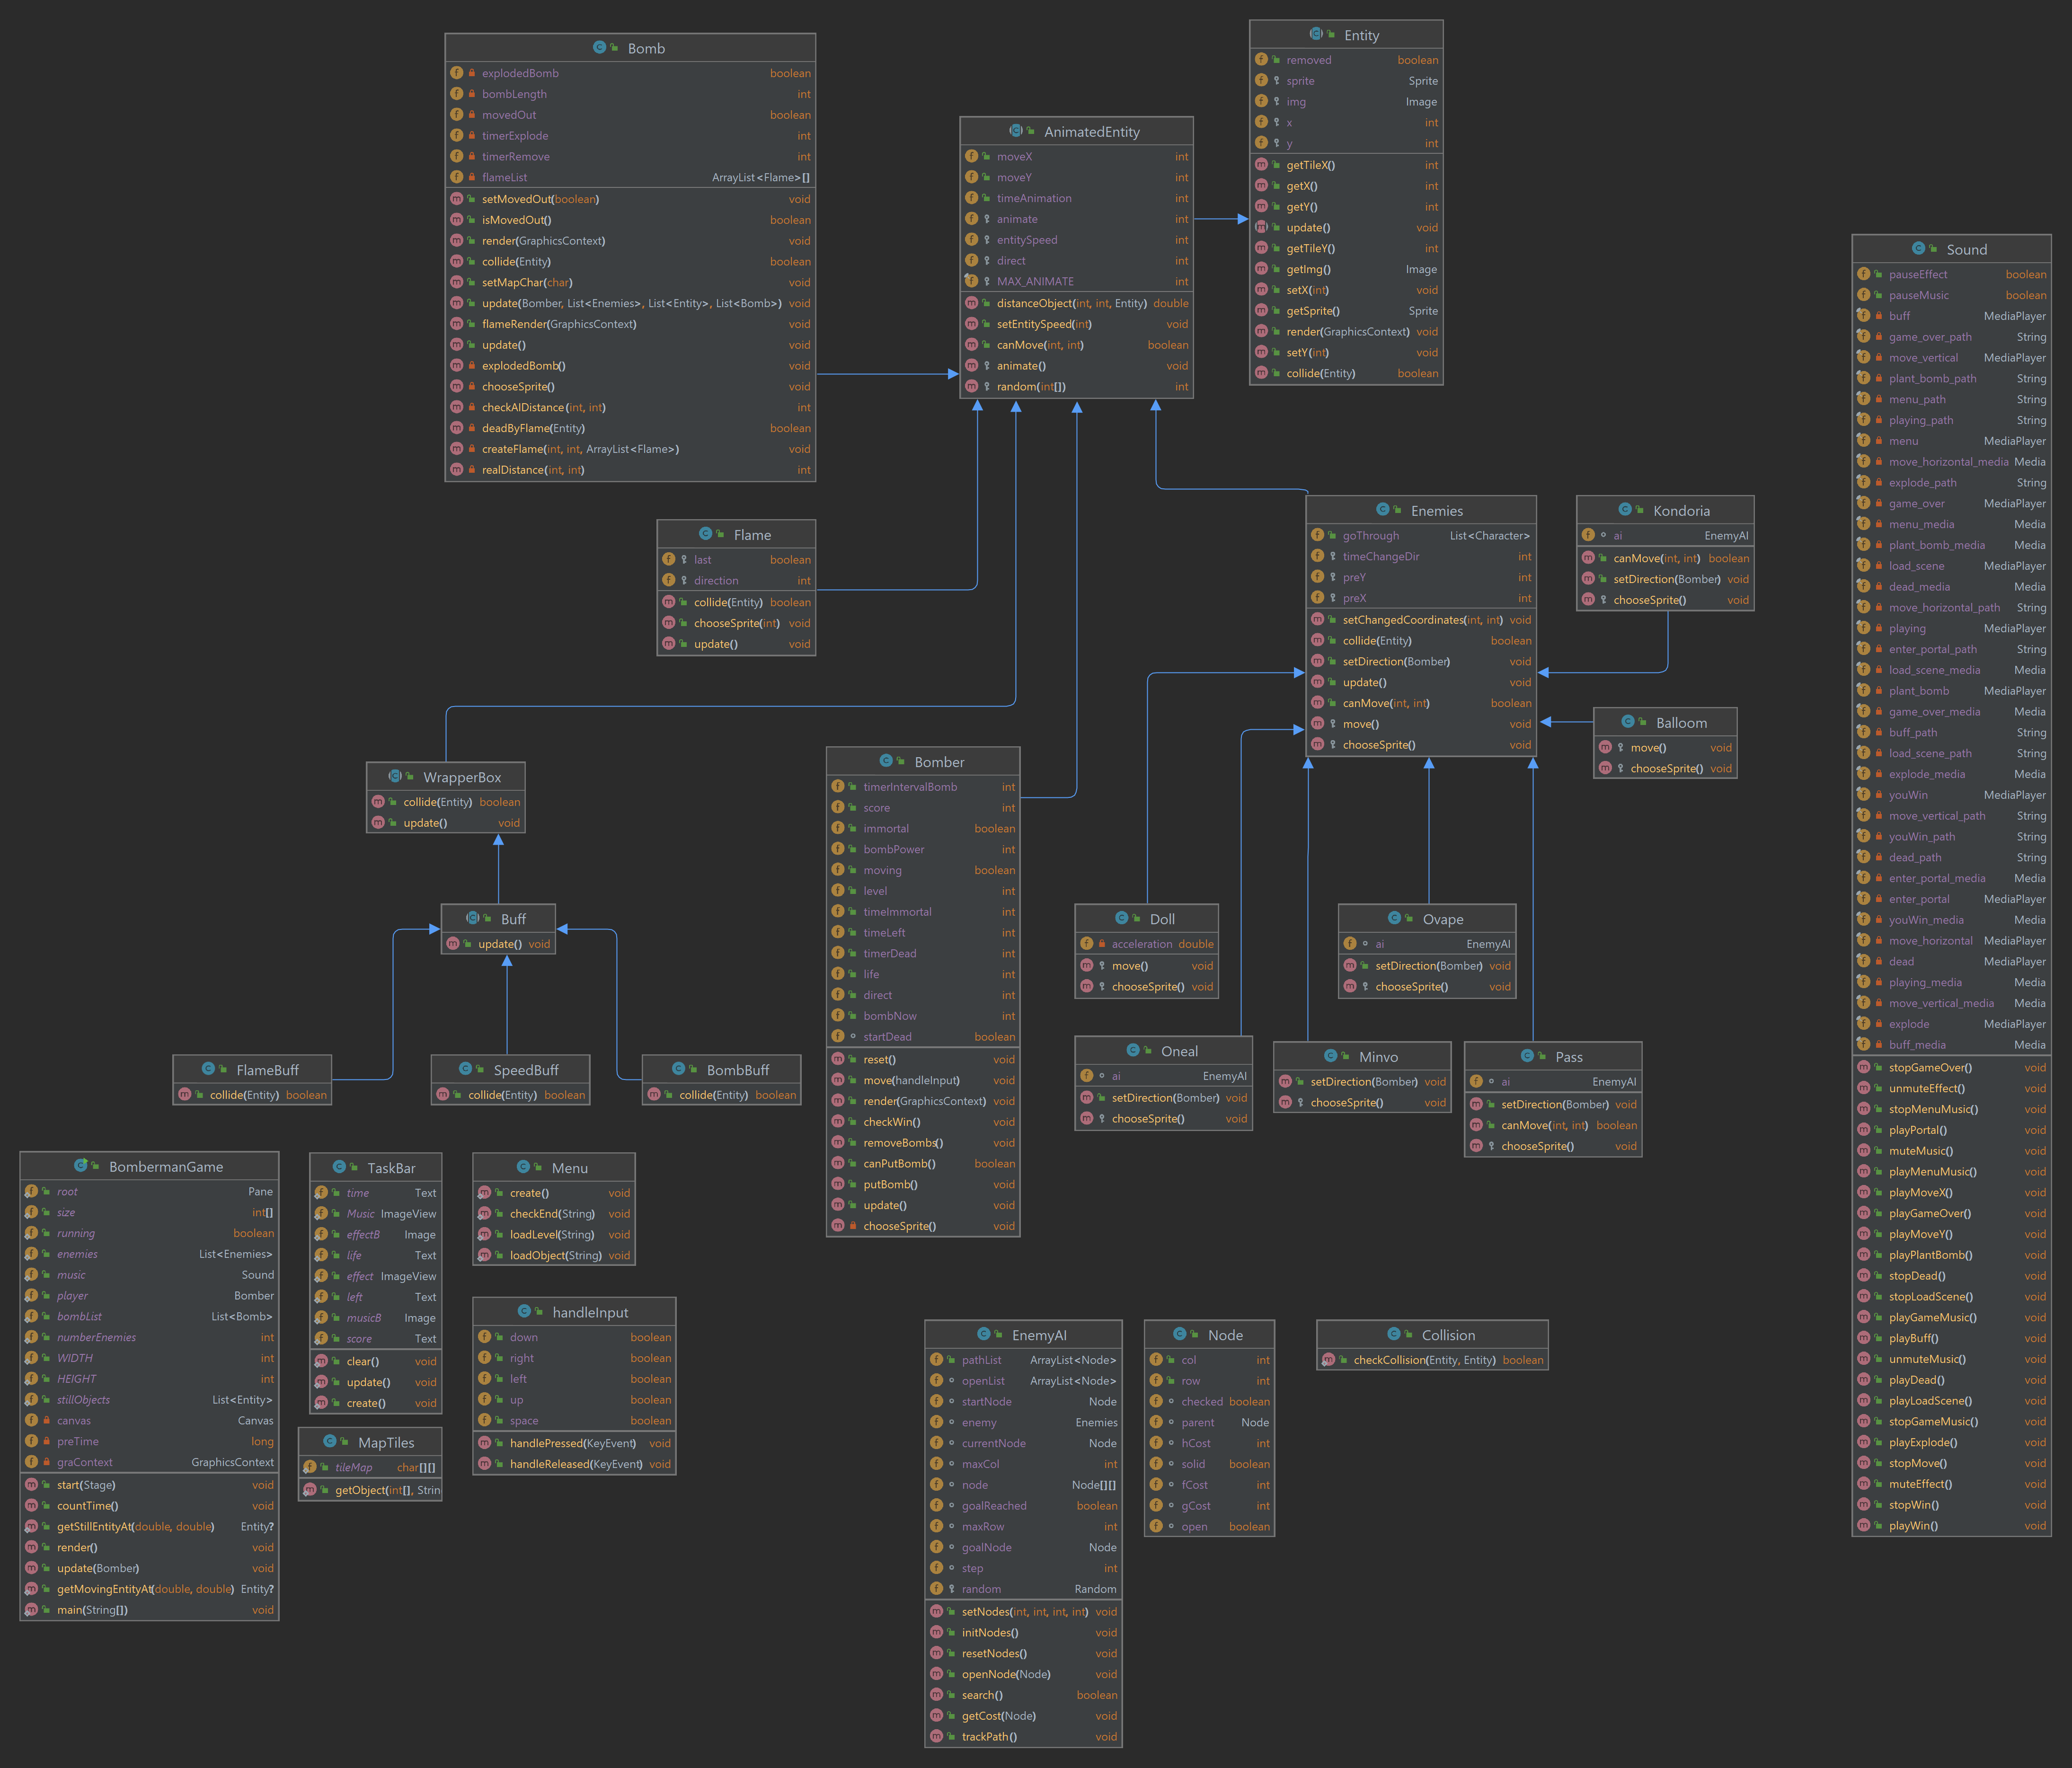 Bomb
explodedBomb boolean
bombLength int
movedOut boolean
timerExplode int
timerRemove int
flameList ArrayList<Flame>[]
setMovedOut(boolean) void
isMovedOut() boolean
render(GraphicsContext) void
collide(Entity) boolean
setMapChar(char) void
update(Bomber, List<Enemies>, List<Entity>, List<Bomb>) void
flameRender(GraphicsContext) void
update() void
explodedBomb() void
chooseSprite() void
checkAIDistance(int, int) int
deadByFlame(Entity) boolean
createFlame(int, int, ArrayList<Flame>) void
realDistance(int, int) int
AnimatedEntity
moveX int
moveY int
timeAnimation int
animate int
entitySpeed int
direct int
MAX_ANIMATE int
distanceObject(int, int, Entity) double
setEntitySpeed(int) void
canMove(int, int) boolean
animate() void
random(int[]) int
Entity
removed boolean
sprite Sprite
img Image
x int
y int
getTileX() int
getX() int
getY() int
update() void
getTileY() int
getImg() Image
setX(int) void
getSprite() Sprite
render(GraphicsContext) void
setY(int) void
collide(Entity) boolean
Sound
pauseEffect boolean
pauseMusic boolean
buff MediaPlayer
game_over_path String
move_vertical MediaPlayer
plant_bomb_path String
menu_path String
playing_path String
menu MediaPlayer
move_horizontal_media Media
explode_path String
game_over MediaPlayer
menu_media Media
plant_bomb_media Media
load_scene MediaPlayer
dead_media Media
move_horizontal_path String
playing MediaPlayer
enter_portal_path String
load_scene_media Media
plant_bomb MediaPlayer
game_over_media Media
buff_path String
load_scene_path String
explode_media Media
youWin MediaPlayer
move_vertical_path String
youWin_path String
dead_path String
enter_portal_media Media
enter_portal MediaPlayer
youWin_media Media
move_horizontal MediaPlayer
dead MediaPlayer
playing_media Media
move_vertical_media Media
explode MediaPlayer
buff_media Media
stopGameOver() void
unmuteEffect() void
stopMenuMusic() void
playPortal() void
muteMusic() void
playMenuMusic() void
playMoveX() void
playGameOver() void
playMoveY() void
playPlantBomb() void
stopDead() void
stopLoadScene() void
playGameMusic() void
playBuff() void
unmuteMusic() void
playDead() void
playLoadScene() void
stopGameMusic() void
playExplode() void
stopMove() void
muteEffect() void
stopWin() void
playWin() void
Flame
last boolean
direction int
collide(Entity) boolean
chooseSprite(int) void
update() void
Enemies
goThrough List<Character>
timeChangeDir int
preY int
preX int
setChangedCoordinates(int, int) void
collide(Entity) boolean
setDirection(Bomber) void
update() void
canMove(int, int) boolean
move() void
chooseSprite() void
Kondoria
ai EnemyAI
canMove(int, int) boolean
setDirection(Bomber) void
chooseSprite() void
Balloom
move() void
chooseSprite() void
WrapperBox
collide(Entity) boolean
update() void
Bomber
timerIntervalBomb int
score int
immortal boolean
bombPower int
moving boolean
level int
timeImmortal int
timeLeft int
timerDead int
life int
direct int
bombNow int
startDead boolean
reset() void
move(handleInput) void
render(GraphicsContext) void
checkWin() void
removeBombs() void
canPutBomb() boolean
putBomb() void
update() void
chooseSprite() void
Buff
update() void
Doll
acceleration double
move() void
chooseSprite() void
Ovape
ai EnemyAI
setDirection(Bomber) void
chooseSprite() void
Oneal
ai EnemyAI
setDirection(Bomber) void
chooseSprite() void
Minvo
setDirection(Bomber) void
chooseSprite() void
Pass
ai EnemyAI
setDirection(Bomber) void
canMove(int, int) boolean
chooseSprite() void
FlameBuff
collide(Entity) boolean
SpeedBuff
collide(Entity) boolean
BombBuff
collide(Entity) boolean
BombermanGame
root Pane
size int[]
running boolean
enemies List<Enemies>
music Sound
player Bomber
bombList List<Bomb>
numberEnemies int
WIDTH int
HEIGHT int
stillObjects List<Entity>
canvas Canvas
preTime long
graContext GraphicsContext
start(Stage) void
countTime() void
getStillEntityAt(double, double) Entity?
render() void
update(Bomber) void
getMovingEntityAt(double, double) Entity?
main(String[]) void
TaskBar
time Text
Music ImageView
effectB Image
life Text
effect ImageView
left Text
musicB Image
score Text
clear() void
update() void
create() void
Menu
create() void
checkEnd(String) void
loadLevel(String) void
loadObject(String) void
MapTiles
tileMap char[][]
getObject(int[], Strin
handleInput
down boolean
right boolean
left boolean
up boolean
space boolean
handlePressed(KeyEvent) void
handleReleased(KeyEvent) void
EnemyAI
pathList ArrayList<Node>
openList ArrayList<Node>
startNode Node
enemy Enemies
currentNode Node
maxCol int
node Node[][]
goalReached boolean
maxRow int
goalNode Node
step int
random Random
setNodes(int, int, int, int) void
initNodes() void
resetNodes() void
openNode(Node) void
search() boolean
getCost(Node) void
trackPath() void
Node
col int
row int
checked boolean
parent Node
hCost int
solid boolean
fCost int
gCost int
open boolean
Collision
checkCollision(Entity, Entity) boolean